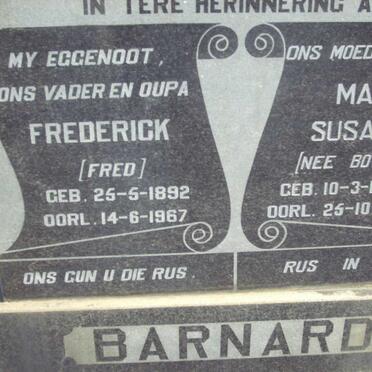 IN TERE HERINNERING A
MY EGGENOOT,
ONS VADER EN OUPA
FREDERICK
[FRED]
GEB. 25-5-1892
OORL. 14-6-1967
ONS GUN U DIE RUS.
ONS MOED
MA
SUSA
[NEE BO
GEB. 10-3-1
OORL. 25-10
RUS IN
BARNARD